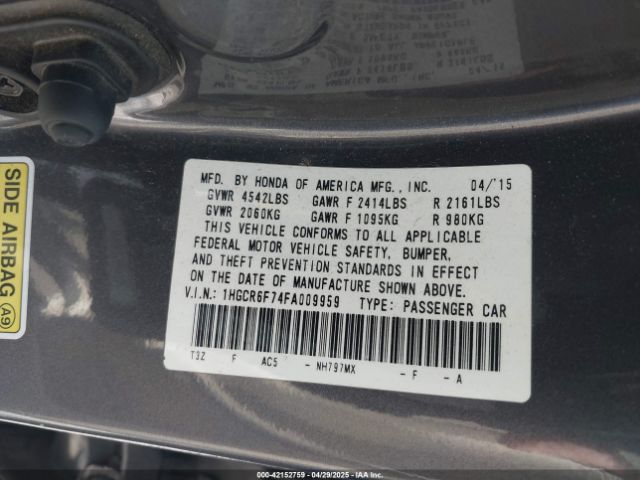 SIDE AIRBAG A9
MFD. BY HONDA OF AMERICA MFG., INC. 04/15
GVWR 4542LBS GAWR F 2414LBS R 2161LBS
GVWR 2060KG GAWR F 1095KG R 980KG
THIS VEHICLE CONFORMS TO ALL APPLICABLE
FEDERAL MOTOR VEHICLE SAFETY, BUMPER,
AND THEFT PREVENTION STANDARDS IN EFFECT
ON THE DATE OF MANUFACTURE SHOWN ABOVE.
V.I.N.: 1HGCR6F74FA009959 TYPE: PASSENGER CAR
T3Z F AC5 - NH797MX - F - A
000-42152759 - 04/29/2025 - IAAI.COM